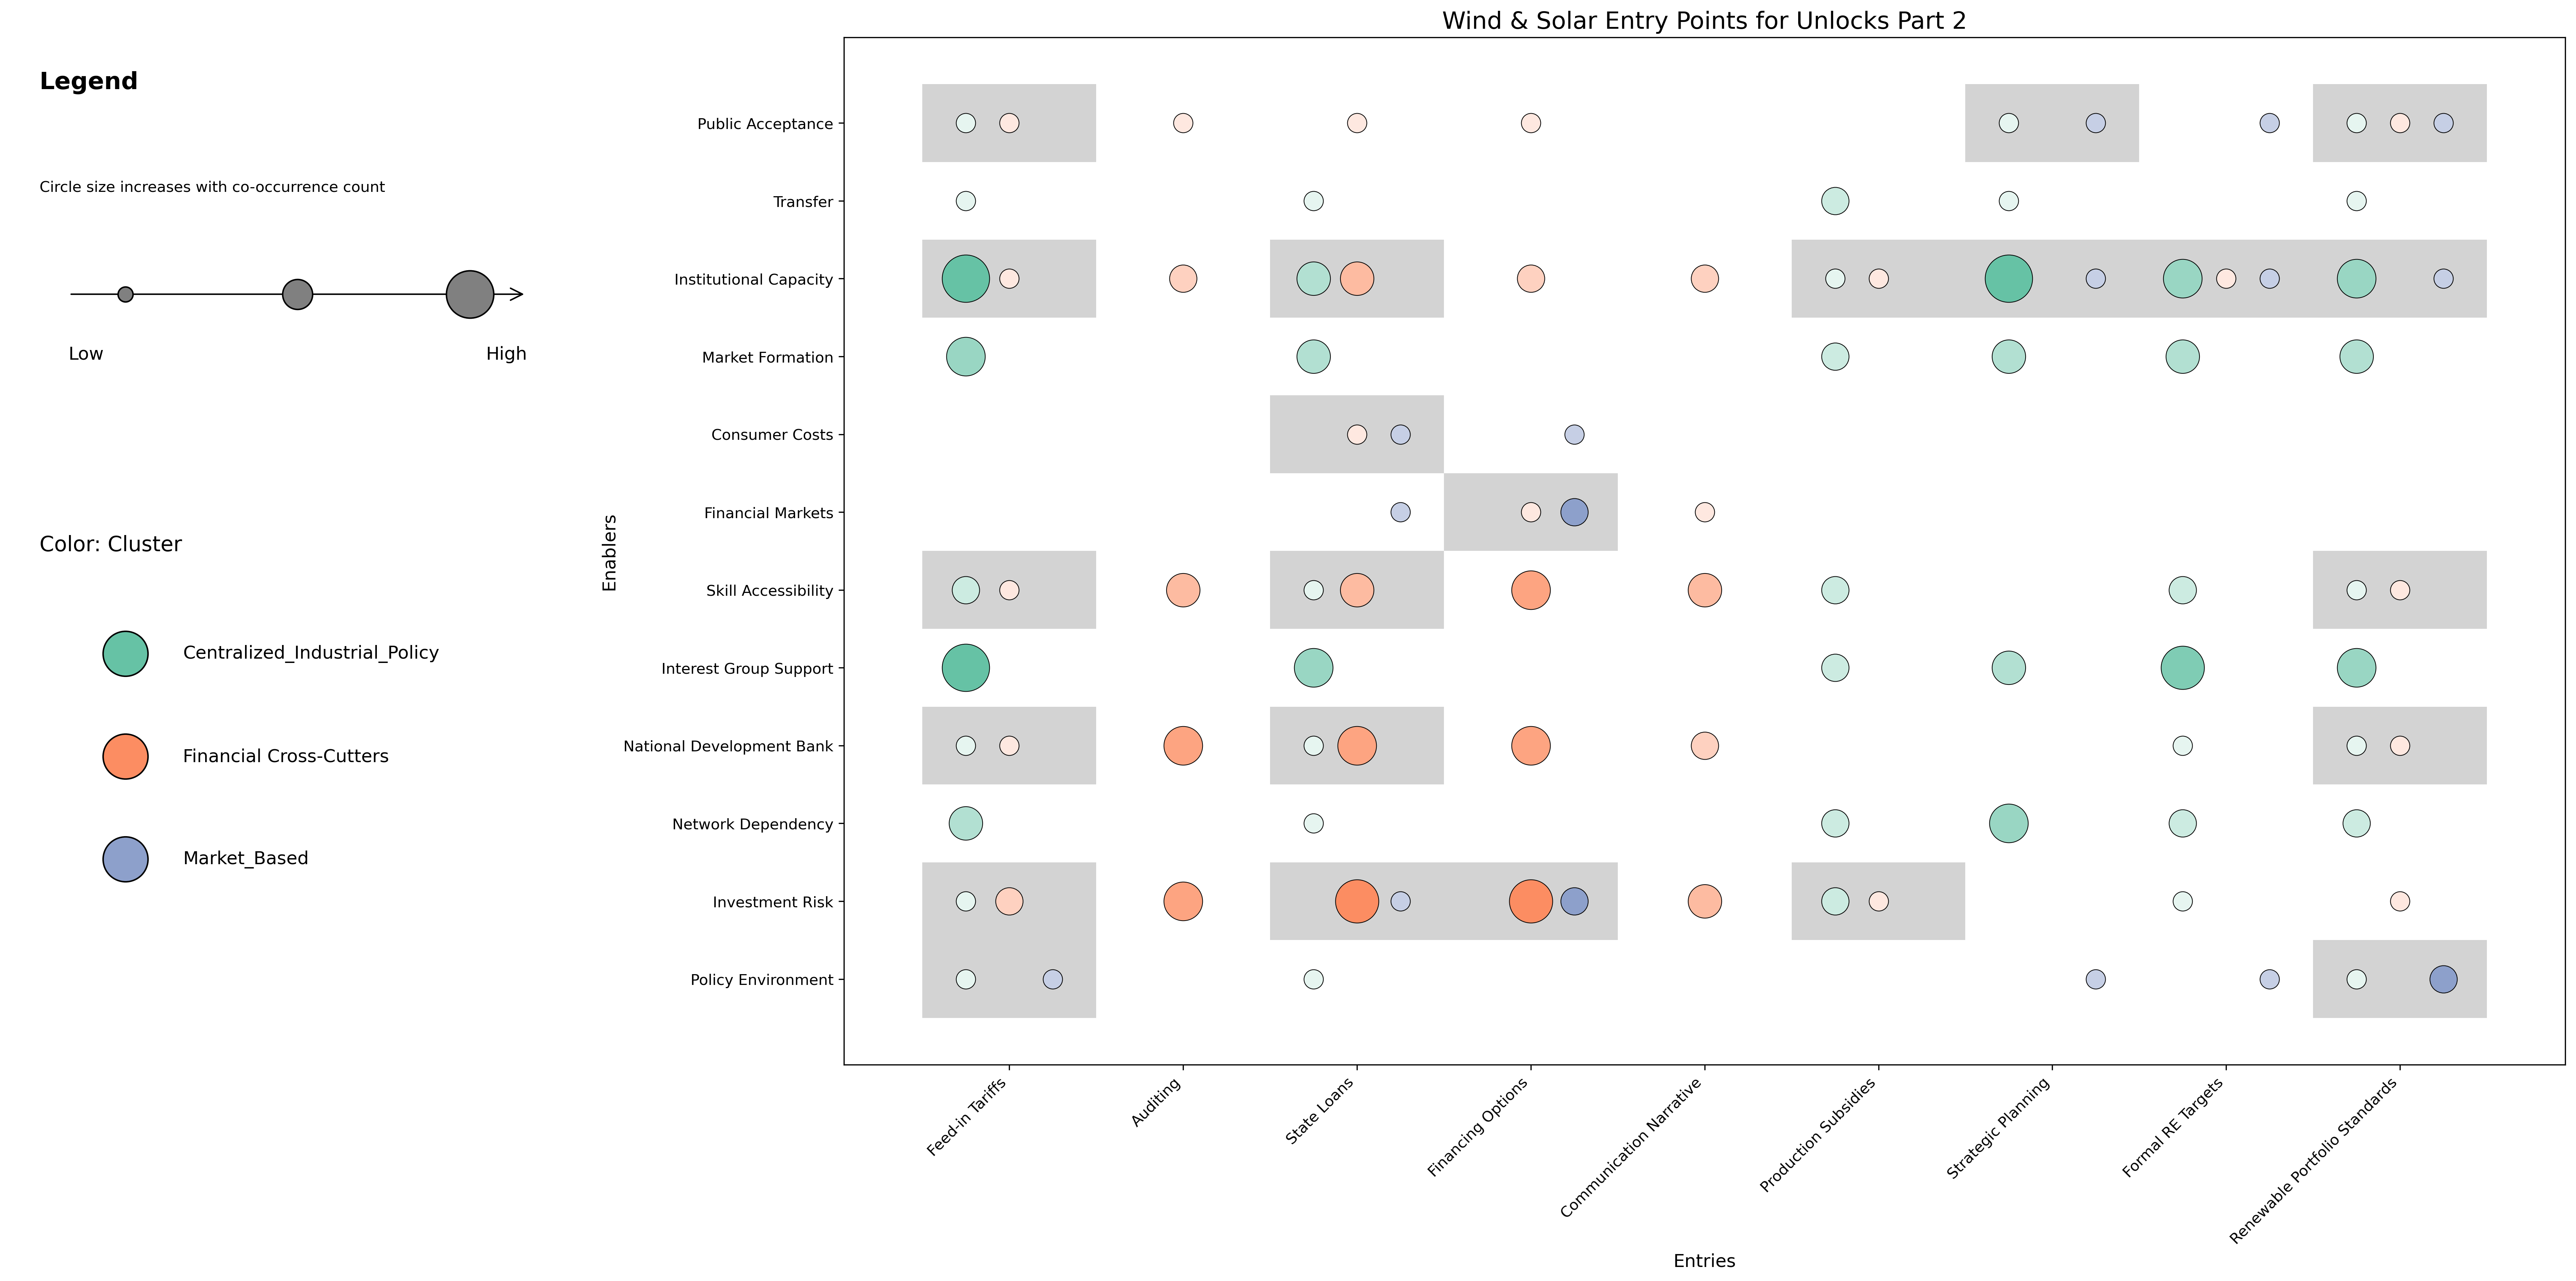 Wind & Solar Entry Points for Unlocks Part 2
Legend
Circle size increases with co-occurrence count
Low
High
Color: Cluster
Centralized_Industrial_Policy
Financial Cross-Cutters
Market_Based
Enablers
Public Acceptance
Transfer
Institutional Capacity
Market Formation
Consumer Costs
Financial Markets
Skill Accessibility
Interest Group Support
National Development Bank
Network Dependency
Investment Risk
Policy Environment
Feed-in Tariffs
Auditing
State Loans
Financing Options
Communication Narrative
Production Subsidies
Strategic Planning
Formal RE Targets
Renewable Portfolio Standards
Entries